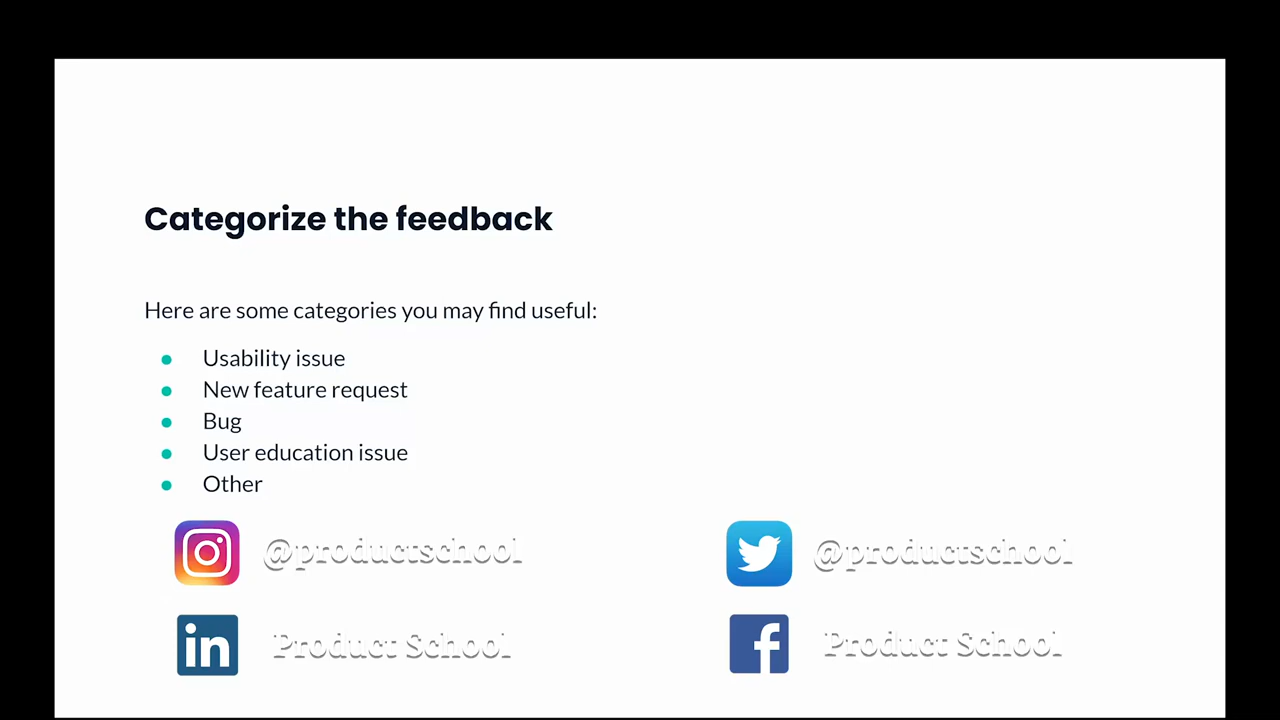 Categorize the feedback
Here are some categories you may find useful:
● Usability issue
● New feature request
● Bug
● User education issue
● Other
@productschool
@productschool
in Product School
f Product School